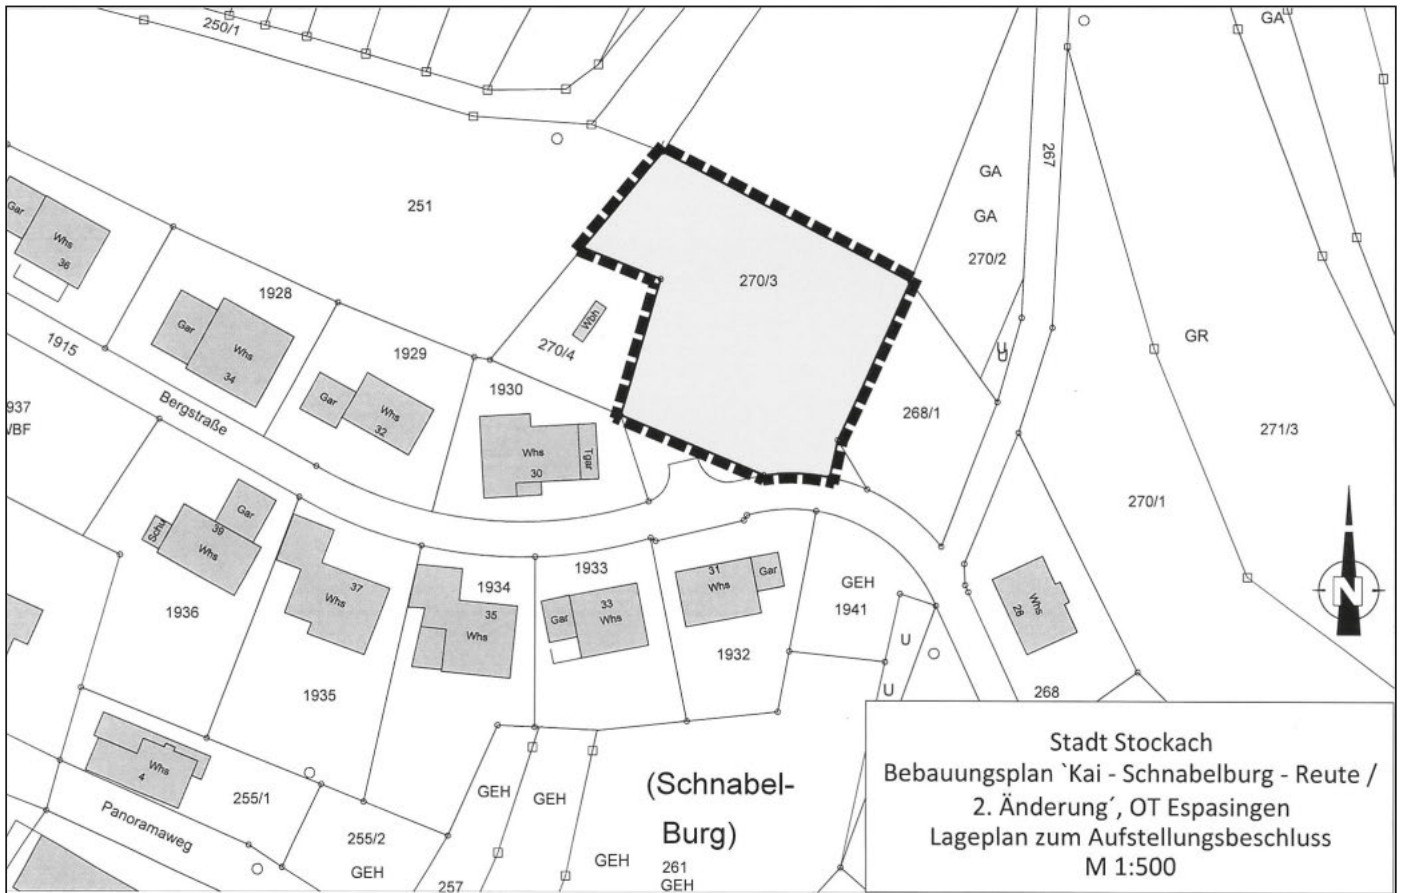 250/1
GA
267
GA
GA
251
270/2
270/3
Gar
Whs
36
1928
Gar
Whs
34
Wbh
270/4
GR
U
U
1915
1929
Gar
Whs
32
1930
Bergstraße
937
/BF
268/1
271/3
Whs
30
Tgar
270/1
Gar
39
Whs
Schu
37
Whs
1934
35
Whs
1933
33
Gar
Whs
31
Whs
Gar
GEH
1941
Whs
28
N
1936
1935
1932
U
U
268
Whs
4
255/1
Panoramaweg
255/2
GEH
257
GEH
GEH
GEH
(Schnabel-
Burg)
261
GEH
Stadt Stockach
Bebauungsplan `Kai - Schnabelburg - Reute /
2. Änderung´, OT Espasingen
Lageplan zum Aufstellungsbeschluss
M 1:500